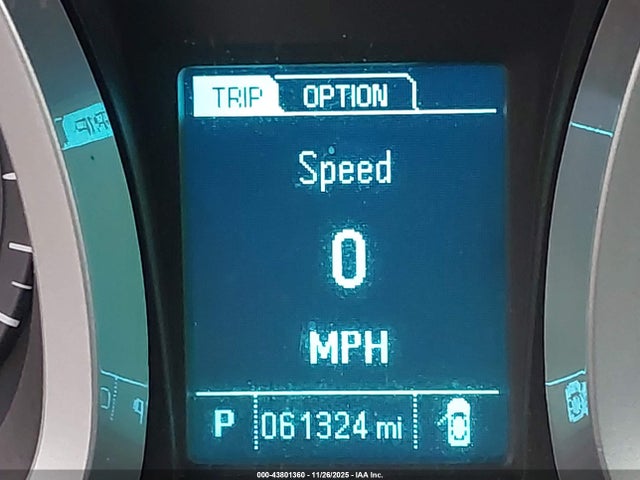 TRIP OPTION
Speed
0
MPH
P 061324 mi
000-43801360 - 11/26/2025 - IAA Inc.